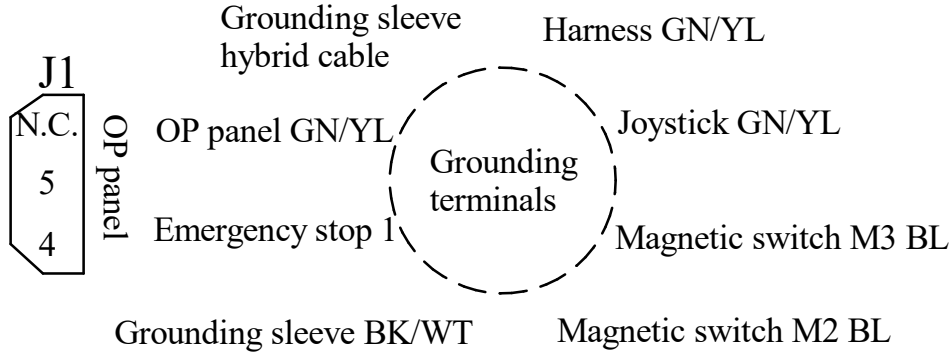 Grounding sleeve
hybrid cable
Harness GN/YL
J1
N.C.
5
4
OP panel
OP panel GN/YL
Joystick GN/YL
Grounding
terminals
Emergency stop 1
Magnetic switch M3 BL
Grounding sleeve BK/WT
Magnetic switch M2 BL